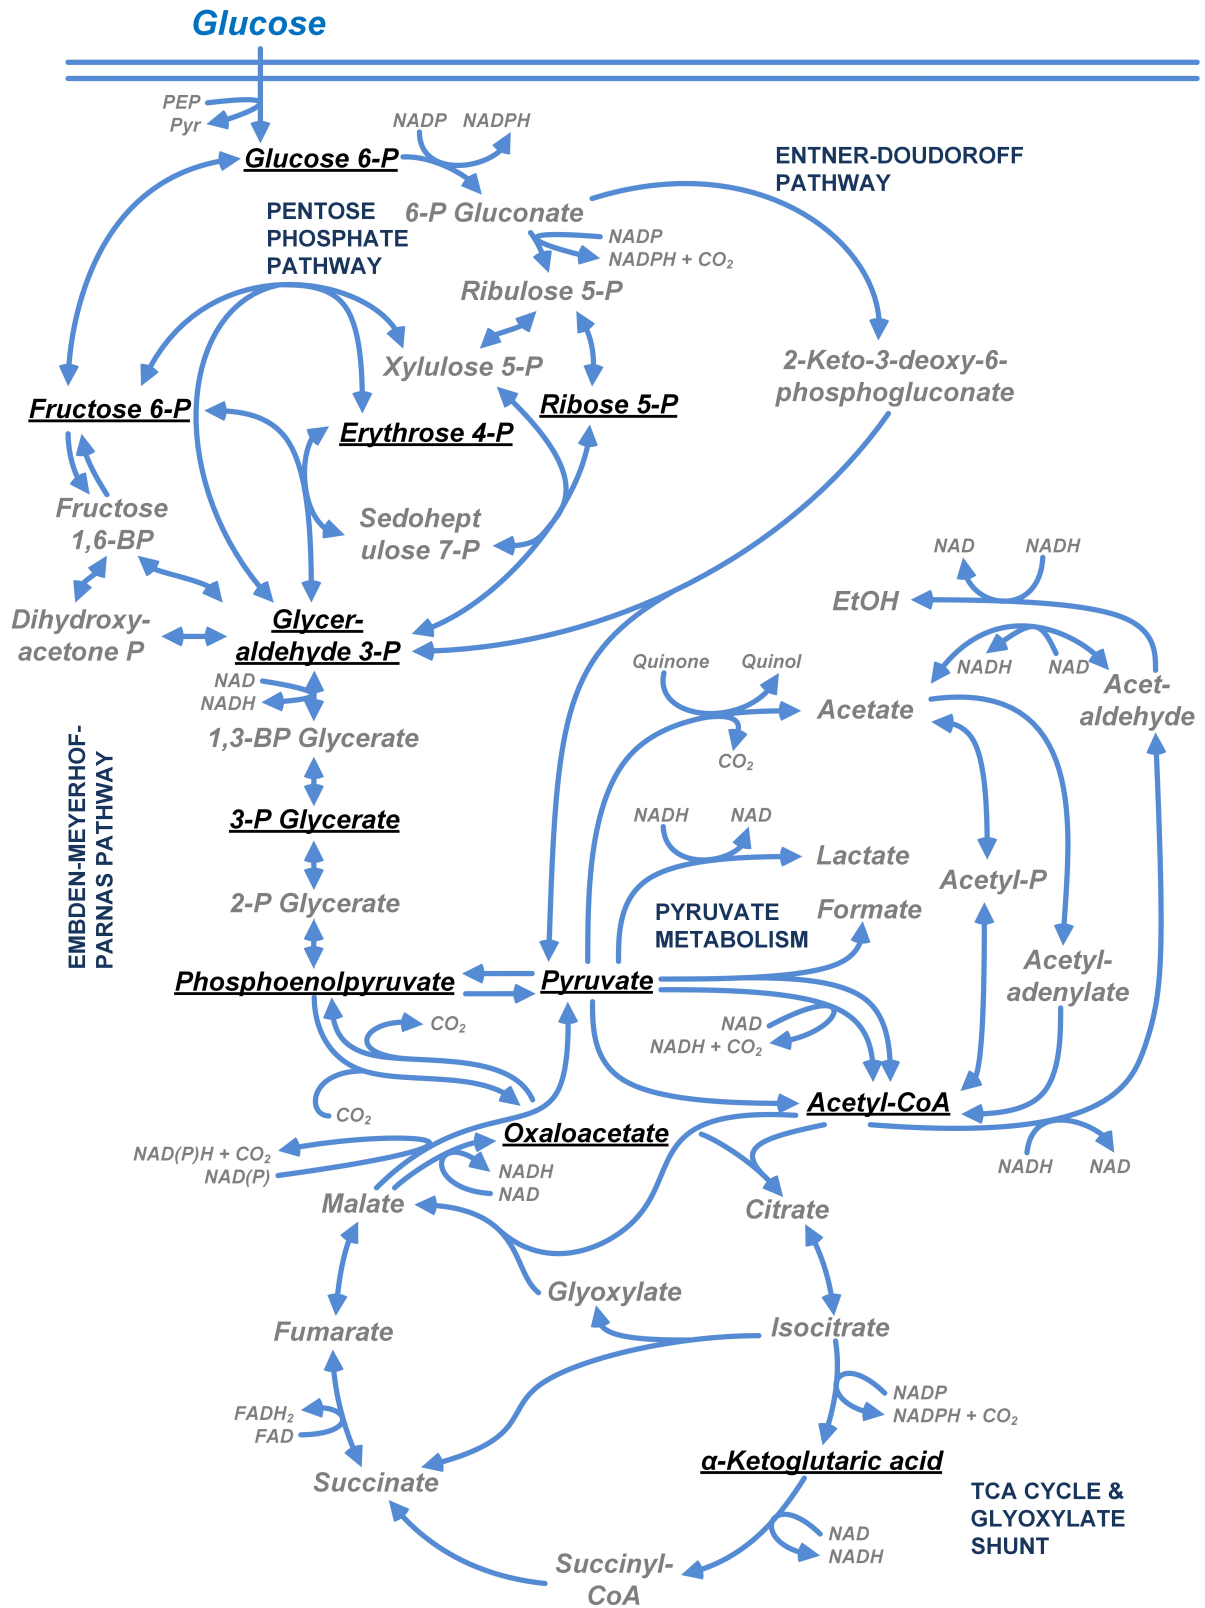 Glucose
PEP
Pyr
NADP NADPH
Glucose 6-P
ENTNER-DOUDOROFF
PATHWAY
6-P Gluconate
PENTOSE
PHOSPHATE
PATHWAY
NADP
NADPH + CO₂
Ribulose 5-P
Xylulose 5-P
2-Keto-3-deoxy-6-
phosphogluconate
Fructose 6-P
Ribose 5-P
Erythrose 4-P
Fructose
1,6-BP
Sedohept
ulose 7-P
NAD NADH
EtOH
Dihydroxy-
acetone P
Glycer-
aldehyde 3-P
Quinone Quinol
NADH NAD
Acet-
aldehyde
NAD
NADH
Acetate
1,3-BP Glycerate
CO₂
EMBDEN-MEYERHOF-
PARNAS PATHWAY
3-P Glycerate
NADH NAD
Lactate
Acetyl-P
2-P Glycerate
PYRUVATE
METABOLISM
Formate
Acetyl-
adenylate
Phosphoenolpyruvate
Pyruvate
CO₂
NAD
NADH + CO₂
CO₂
Acetyl-CoA
Oxaloacetate
NAD(P)H + CO₂
NAD(P)
NADH
NAD
NADH NAD
Malate
Citrate
Glyoxylate
Fumarate
Isocitrate
NADP
NADPH + CO₂
FADH₂
FAD
α-Ketoglutaric acid
Succinate
TCA CYCLE &
GLYOXYLATE
SHUNT
NAD
NADH
Succinyl-
CoA